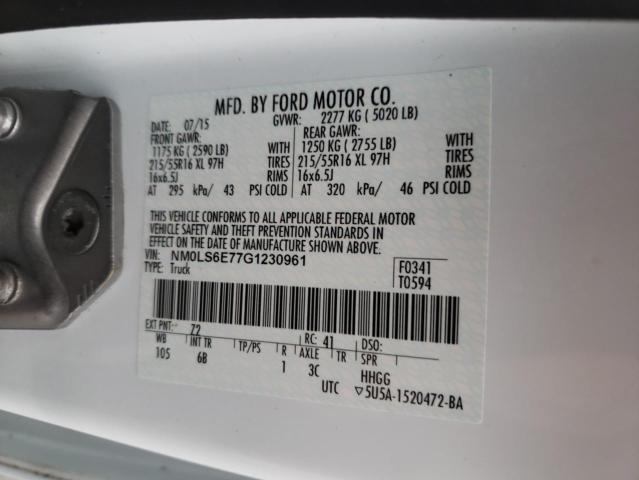 MFD. BY FORD MOTOR CO.
DATE: 07/15 GVWR: 2277 KG ( 5020 LB)
FRONT GAWR: REAR GAWR:
1175 KG ( 2590 LB) WITH 1250 KG ( 2755 LB) WITH
215/55R16 XL 97H TIRES 215/55R16 XL 97H TIRES
16x6.5J RIMS 16x6.5J RIMS
AT 295 kPa/ 43 PSI COLD AT 320 kPa/ 46 PSI COLD
THIS VEHICLE CONFORMS TO ALL APPLICABLE FEDERAL MOTOR
VEHICLE SAFETY AND THEFT PREVENTION STANDARDS IN
EFFECT ON THE DATE OF MANUFACTURE SHOWN ABOVE.
VIN: NM0LS6E77G1230961
TYPE: Truck
F0341
T0594
EXT PNT: Z2 RC: 41 DSO:
WB INT TR TP/PS R AXLE TR SPR
105 6B 1 3C HHGG
UTC ▽5U5A-1520472-BA